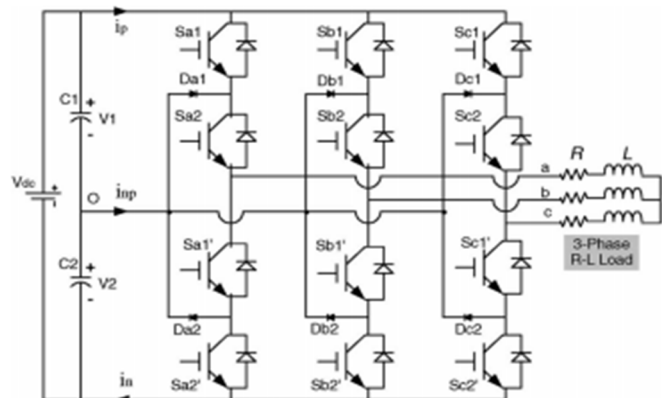 ip
Sa1
Sb1
Sc1
Da1
Db1
Dc1
C1
+
V1
-
Sa2
Sb2
Sc2
R
L
a
Vdc
+
-
O
inp
b
c
Sa1'
Sb1'
Sc1'
3-Phase
R-L Load
C2
+
V2
-
Da2
Db2
Dc2
in
Sa2'
Sb2'
Sc2'